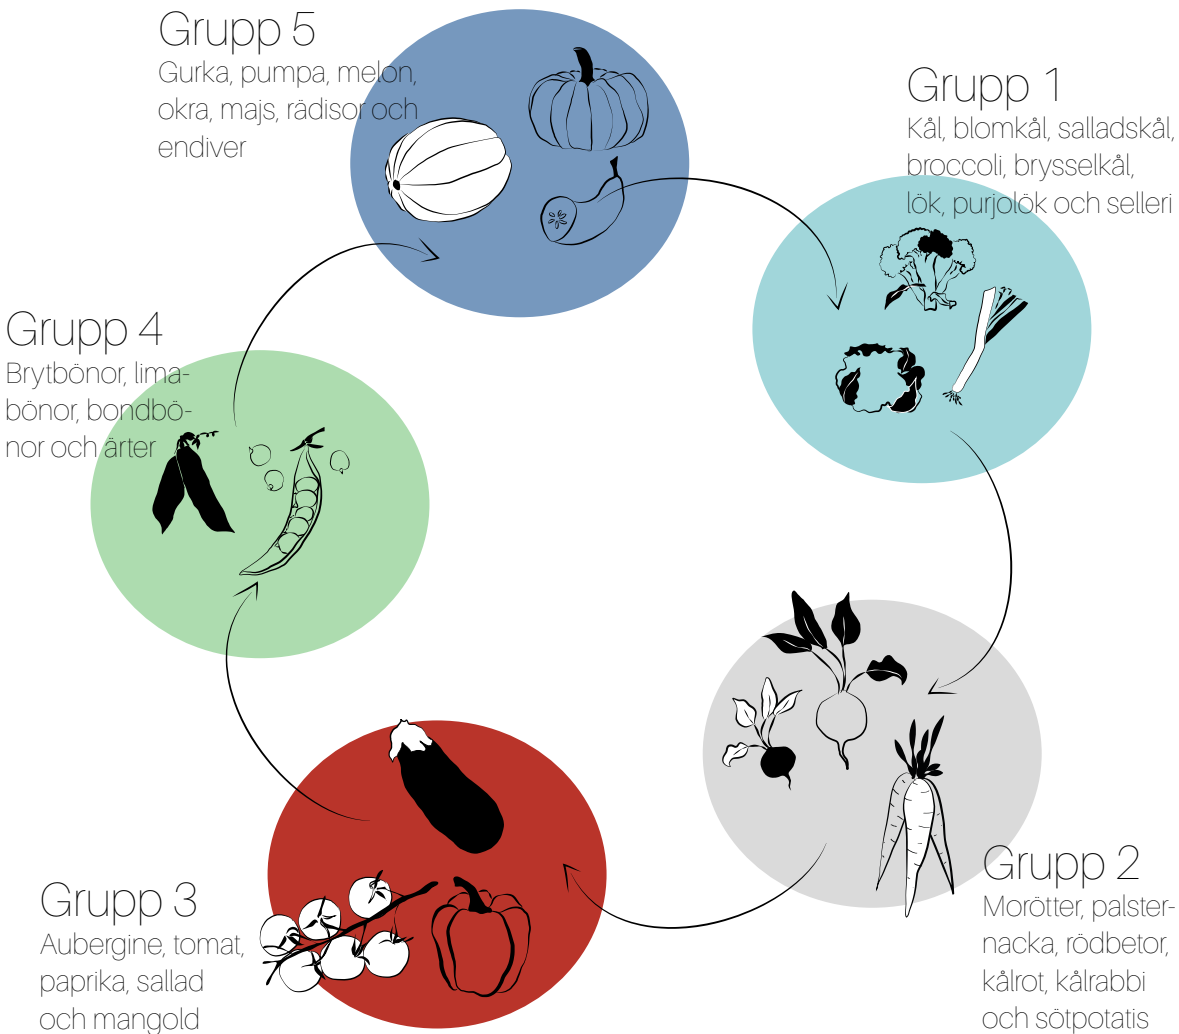 Grupp 5
Gurka, pumpa, melon,
okra, majs, rädisor och
endiver
Grupp 1
Kål, blomkål, salladskål,
broccoli, brysselkål,
lök, purjolök och selleri
Grupp 4
Brytbönor, lima-
bönor, bondbö-
nor och ärter
Grupp 2
Morötter, palster-
nacka, rödbetor,
kålrot, kålrabbi
och sötpotatis
Grupp 3
Aubergine, tomat,
paprika, sallad
och mangold